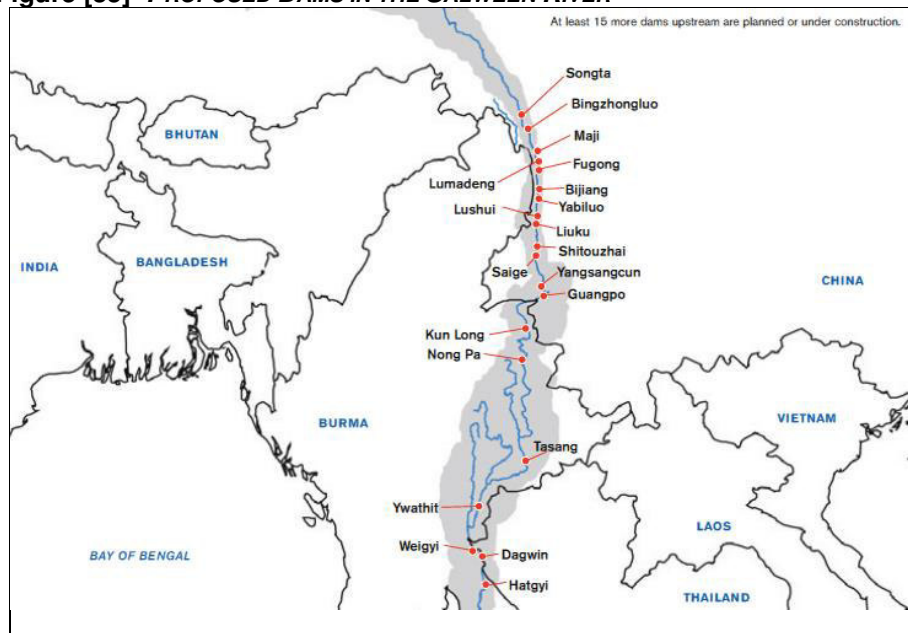 At least 15 more dams upstream are planned or under construction.
Songta
Bingzhongluo
BHUTAN
Maji
Fugong
Lumadeng
Bijiang
Yabiluo
Lushui
Liuku
Shitouzhai
INDIA
BANGLADESH
Saige
Yangsangcun
CHINA
Guangpo
Kun Long
Nong Pa
BURMA
VIETNAM
Tasang
Ywathit
LAOS
Weigyi
BAY OF BENGAL
Dagwin
Hatgyi
THAILAND